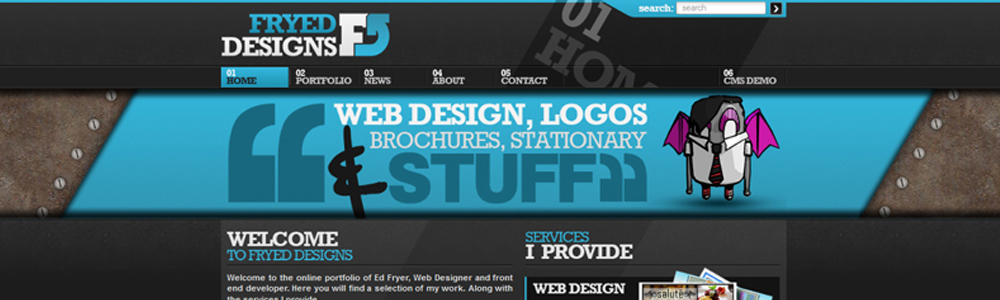 search: search
FRYED
DESIGNS F5
01 HOME
01
HOME
02
PORTFOLIO
03
NEWS
04
ABOUT
05
CONTACT
06
CMS DEMO
“WEB DESIGN, LOGOS
BROCHURES, STATIONARY
& STUFF”
WELCOME
TO FRYED DESIGNS
Welcome to the online portfolio of Ed Fryer, Web Designer and front
end developer. Here you will find a selection of my work. Along with
the services I provide
SERVICES
I PROVIDE
WEB DESIGN
salute